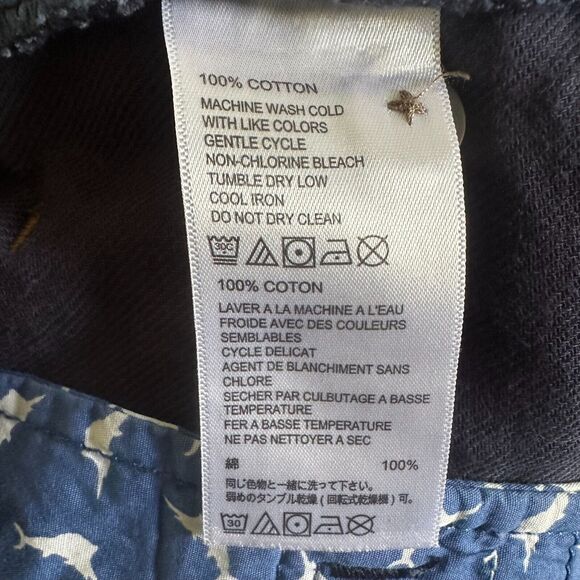 100% COTTON
MACHINE WASH COLD
WITH LIKE COLORS
GENTLE CYCLE
NON-CHLORINE BLEACH
TUMBLE DRY LOW
COOL IRON
DO NOT DRY CLEAN
30C
100% COTON
LAVER A LA MACHINE A L'EAU
FROIDE AVEC DES COULEURS
SEMBLABLES
CYCLE DELICAT
AGENT DE BLANCHIMENT SANS
CHLORE
SECHER PAR CULBUTAGE A BASSE
TEMPERATURE
FER A BASSE TEMPERATURE
NE PAS NETTOYER A SEC
綿 100%
同じ色物と一緒に洗って下さい。
弱めのタンブル乾燥（回転式乾燥機）可。
30